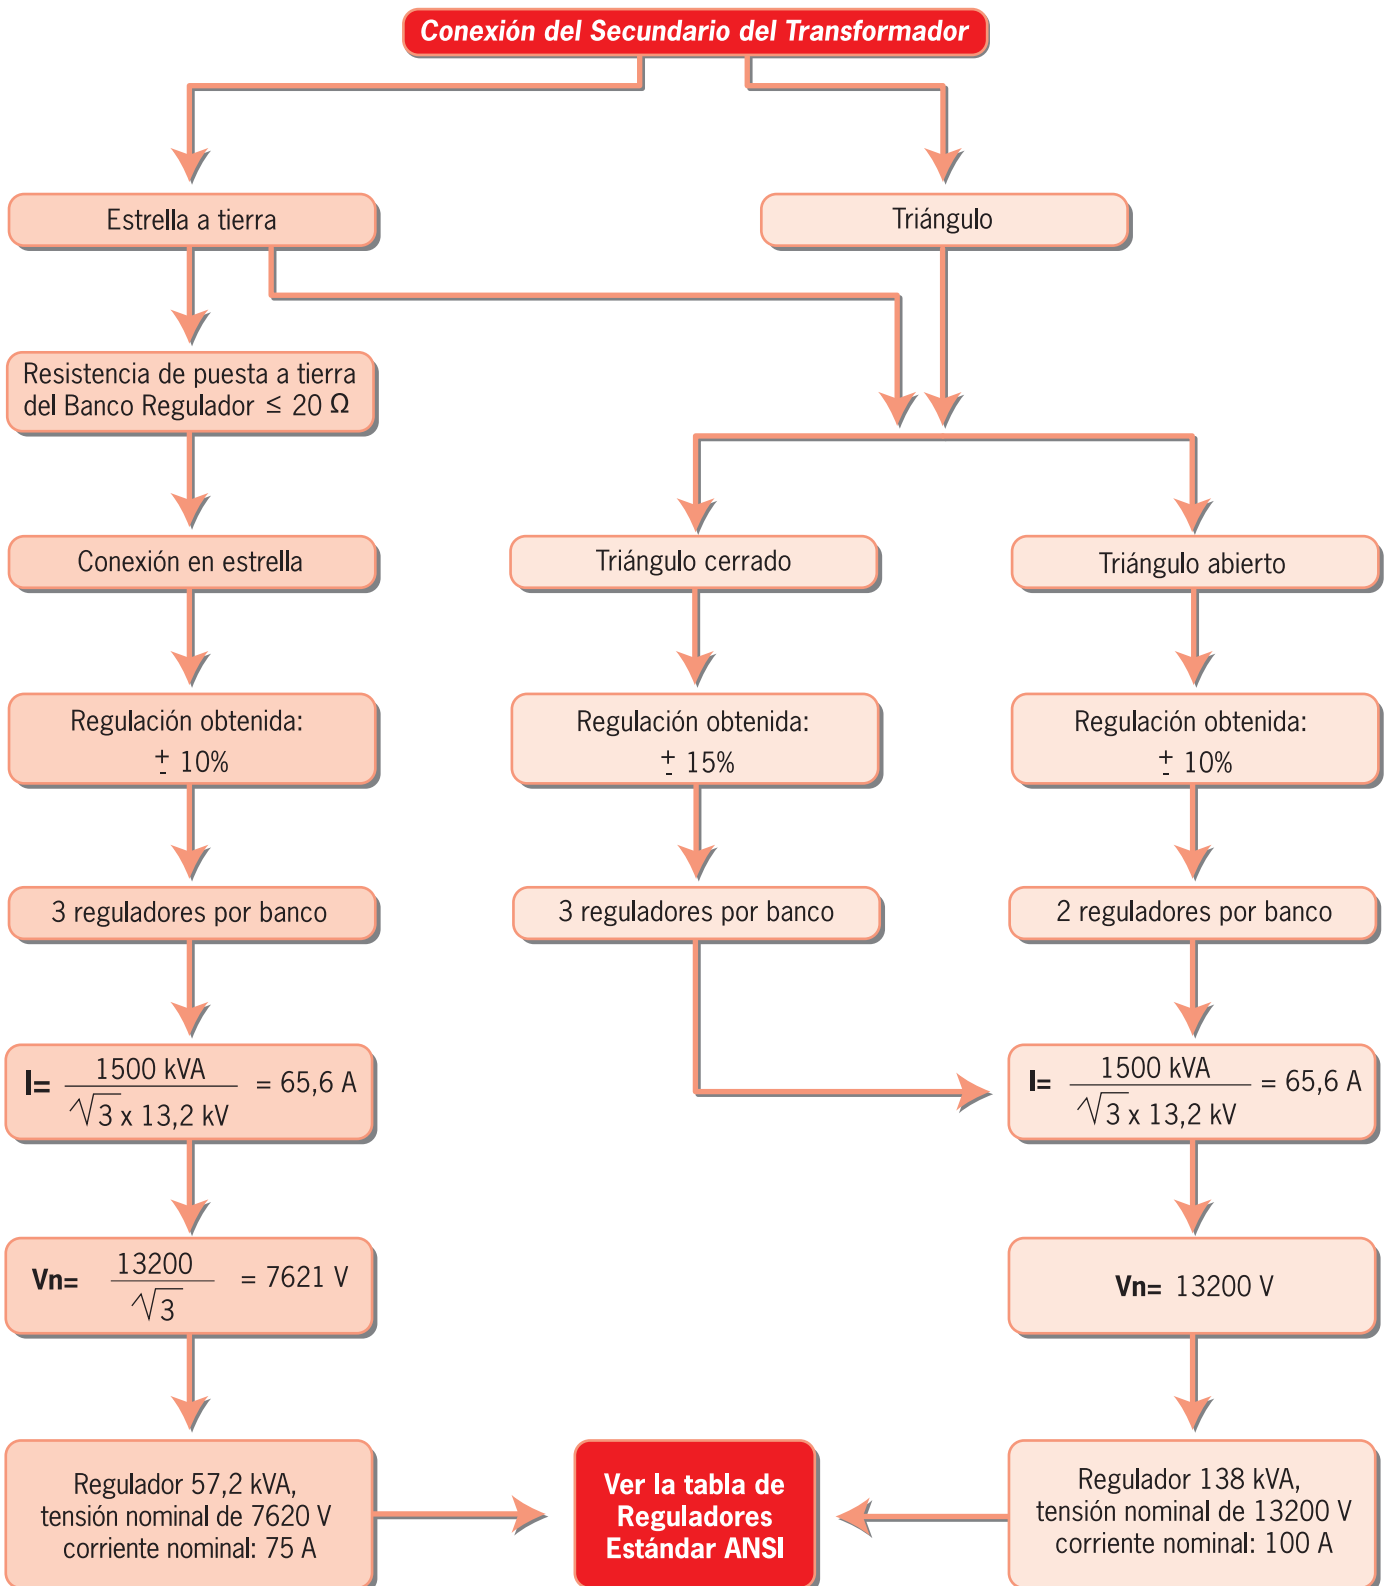 Conexión del Secundario del Transformador
Estrella a tierra
Triángulo
Resistencia de puesta a tierra
del Banco Regulador ≤ 20 Ω
Conexión en estrella
Triángulo cerrado
Triángulo abierto
Regulación obtenida:
± 10%
Regulación obtenida:
± 15%
Regulación obtenida:
± 10%
3 reguladores por banco
3 reguladores por banco
2 reguladores por banco
I= 1500 kVA / √3 x 13,2 kV = 65,6 A
I= 1500 kVA / √3 x 13,2 kV = 65,6 A
Vn= 13200 / √3 = 7621 V
Vn= 13200 V
Regulador 57,2 kVA,
tensión nominal de 7620 V
corriente nominal: 75 A
Ver la tabla de
Reguladores
Estándar ANSI
Regulador 138 kVA,
tensión nominal de 13200 V
corriente nominal: 100 A